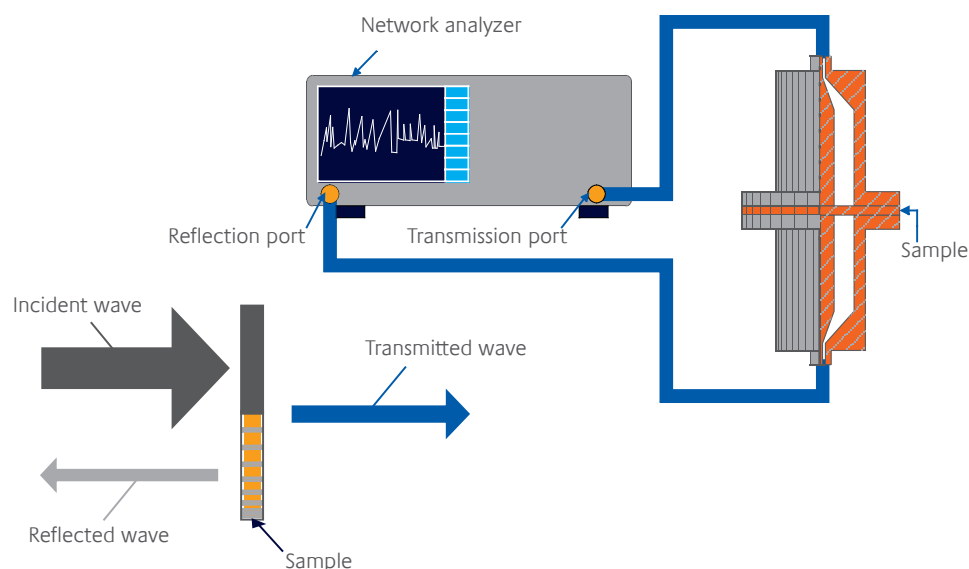 Network analyzer
Reflection port
Transmission port
Sample
Incident wave
Transmitted wave
Reflected wave
Sample